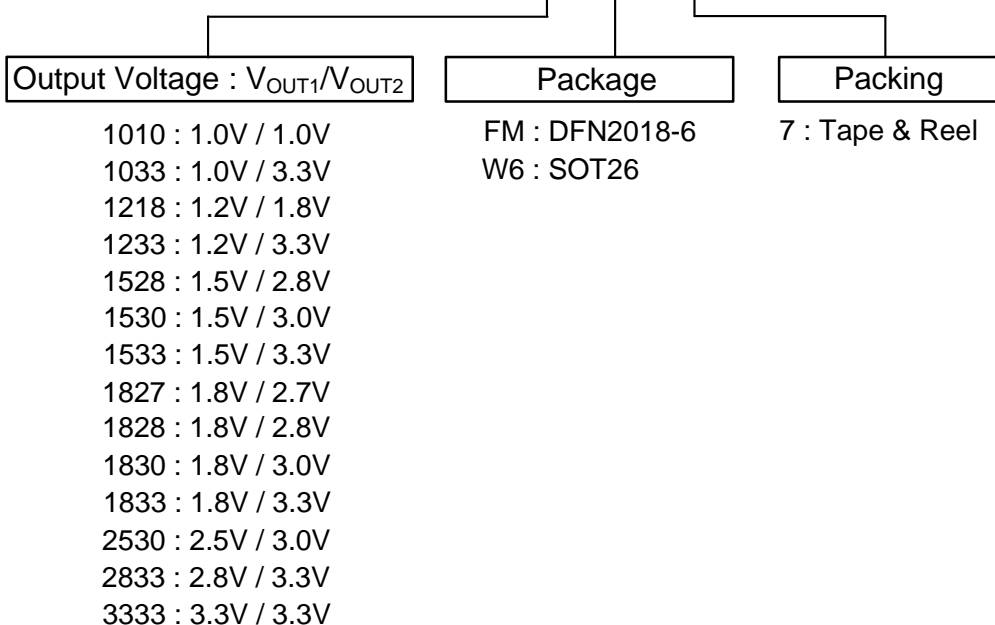 Output Voltage : VOUT1/VOUT2
1010 : 1.0V / 1.0V
1033 : 1.0V / 3.3V
1218 : 1.2V / 1.8V
1233 : 1.2V / 3.3V
1528 : 1.5V / 2.8V
1530 : 1.5V / 3.0V
1533 : 1.5V / 3.3V
1827 : 1.8V / 2.7V
1828 : 1.8V / 2.8V
1830 : 1.8V / 3.0V
1833 : 1.8V / 3.3V
2530 : 2.5V / 3.0V
2833 : 2.8V / 3.3V
3333 : 3.3V / 3.3V
Package
FM : DFN2018-6
W6 : SOT26
Packing
7 : Tape & Reel